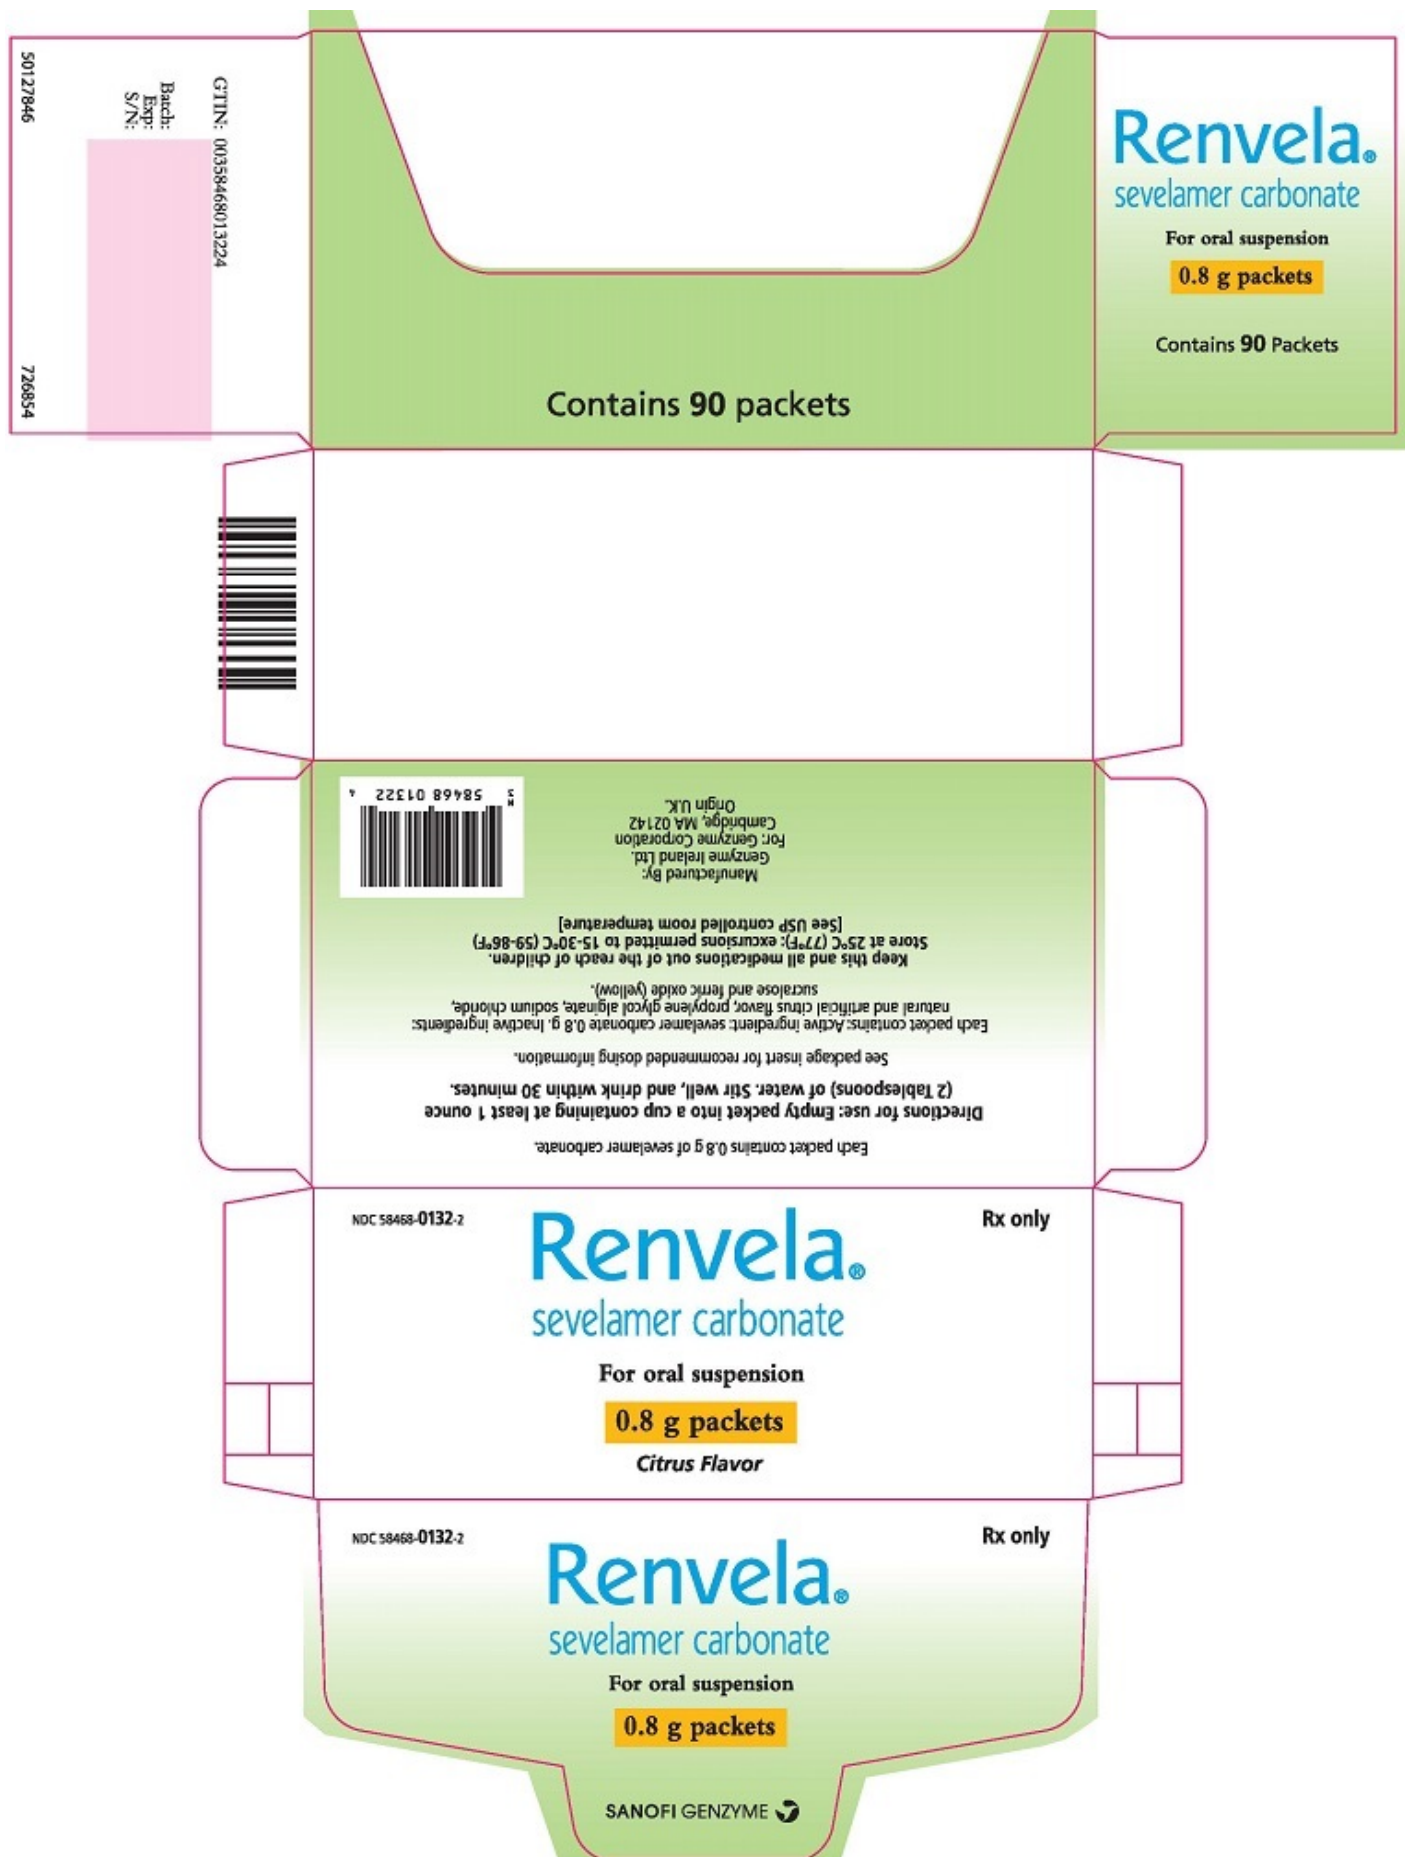 50127846
726854
GTIN: 00358468013224
Batch:
Exp:
S/N:
Contains 90 packets
Renvela®
sevelamer carbonate
For oral suspension
0.8 g packets
Contains 90 Packets
Each packet contains 0.8 g of sevelamer carbonate.
Directions for use: Empty packet into a cup containing at least 1 ounce
(2 Tablespoons) of water. Stir well, and drink within 30 minutes.
See package insert for recommended dosing information.
Each packet contains: Active ingredient: sevelamer carbonate 0.8 g. Inactive ingredients:
natural and artificial citrus flavor, propylene glycol alginate, sodium chloride,
sucralose and ferric oxide (yellow).
Keep this and all medications out of the reach of children.
Store at 25°C (77°F): excursions permitted to 15-30°C (59-86°F)
[See USP controlled room temperature]
Manufactured By:
Genzyme Ireland Ltd.
For: Genzyme Corporation
Cambridge, MA 02142
Origin U.K.
N
3 58468 01322 4
NDC 58468-0132-2
Rx only
Renvela®
sevelamer carbonate
For oral suspension
0.8 g packets
Citrus Flavor
NDC 58468-0132-2
Rx only
Renvela®
sevelamer carbonate
For oral suspension
0.8 g packets
SANOFI GENZYME